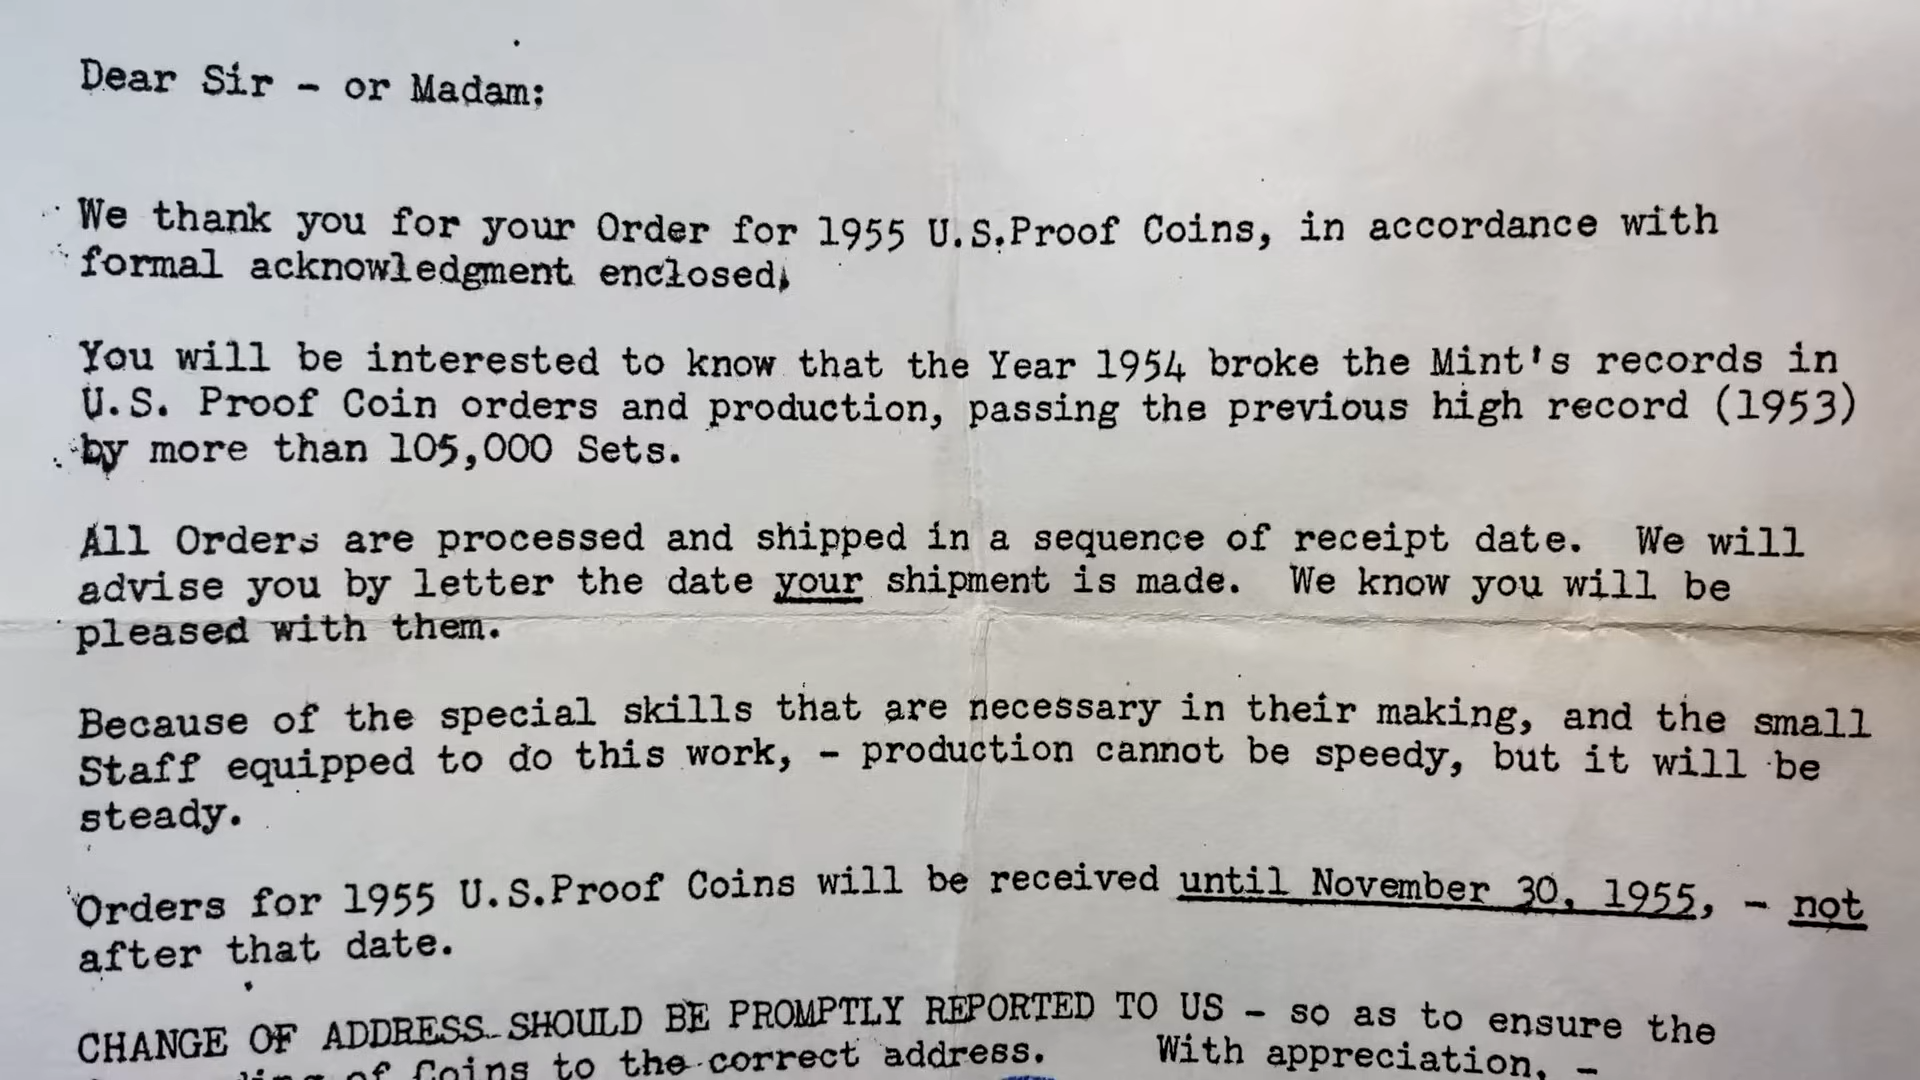 Dear Sir - or Madam:
We thank you for your Order for 1955 U.S.Proof Coins, in accordance with
formal acknowledgment enclosed.
You will be interested to know that the Year 1954 broke the Mint's records in
U.S. Proof Coin orders and production, passing the previous high record (1953)
by more than 105,000 Sets.
All Orders are processed and shipped in a sequence of receipt date. We will
advise you by letter the date your shipment is made. We know you will be
pleased with them.
Because of the special skills that are necessary in their making, and the small
Staff equipped to do this work, - production cannot be speedy, but it will be
steady.
Orders for 1955 U.S.Proof Coins will be received until November 30, 1955, - not
after that date.
CHANGE OF ADDRESS SHOULD BE PROMPTLY REPORTED TO US - so as to ensure the
of Coins to the correct address. With appreciation, -